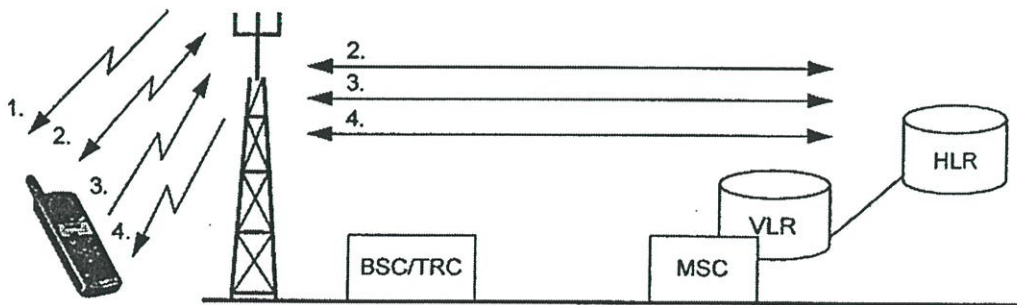 2.
3.
4.
1.
2.
3.
4.
HLR
VLR
BSC/TRC
MSC